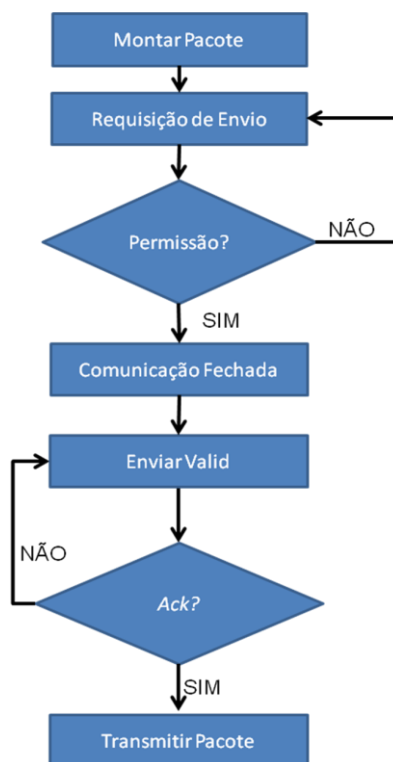 Montar Pacote
Requisição de Envio
Permissão?
NÃO
SIM
Comunicação Fechada
Enviar Valid
NÃO
Ack?
SIM
Transmitir Pacote